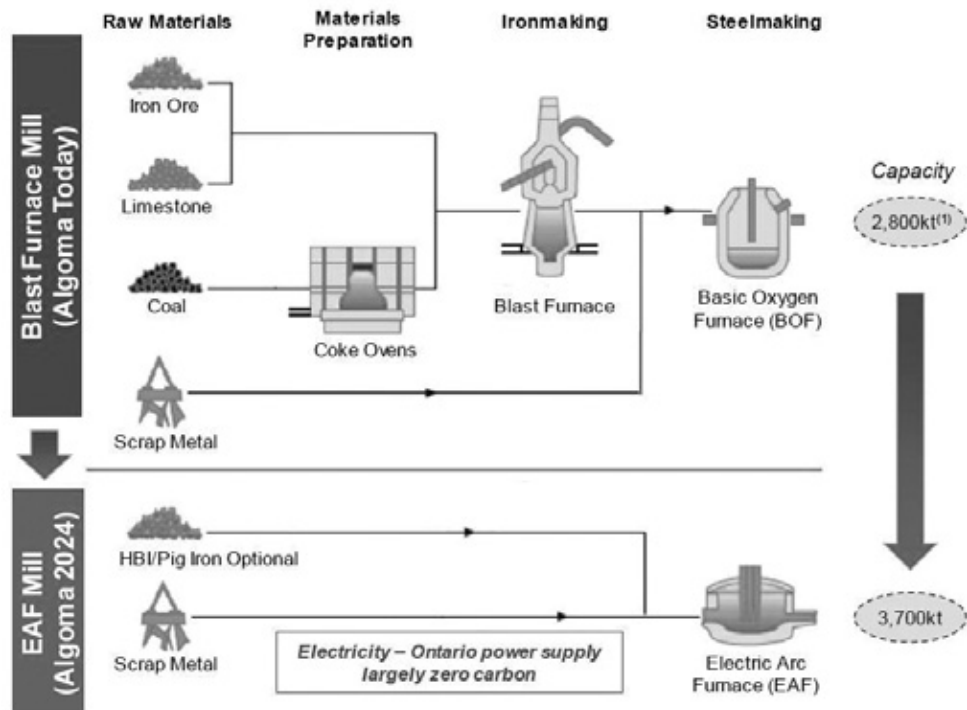 Raw Materials
Materials
Preparation
Ironmaking
Steelmaking
Blast Furnace Mill
(Algoma Today)
Iron Ore
Limestone
Coal
Coke Ovens
Scrap Metal
Blast Furnace
Basic Oxygen
Furnace (BOF)
Capacity
2,800kt(1)
EAF Mill
(Algoma 2024)
HBI/Pig Iron Optional
Scrap Metal
Electricity – Ontario power supply
largely zero carbon
Electric Arc
Furnace (EAF)
3,700kt